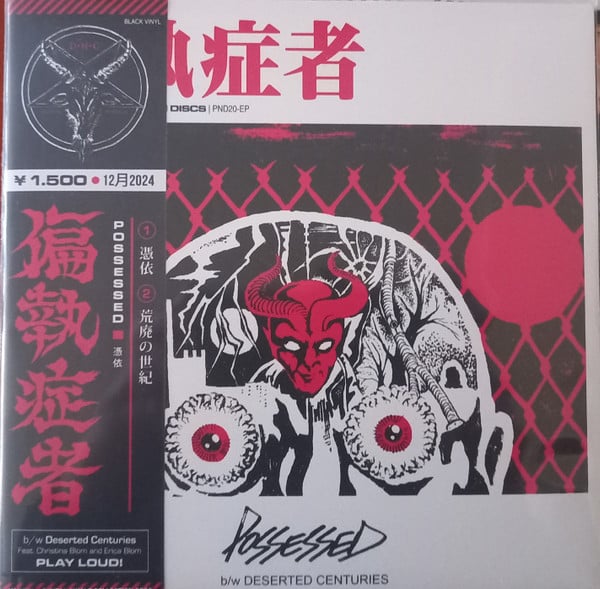 BLACK VINYL
D·N·C
¥ 1.500 ● 12月2024
偏執症者
POSSESSED 憑依
① 憑依 ② 荒廃の世紀
b/w Deserted Centuries
Feat. Christina Blom and Erica Blom
PLAY LOUD!
執症者
DISCS | PND20-EP
POSSESSED
b/w DESERTED CENTURIES